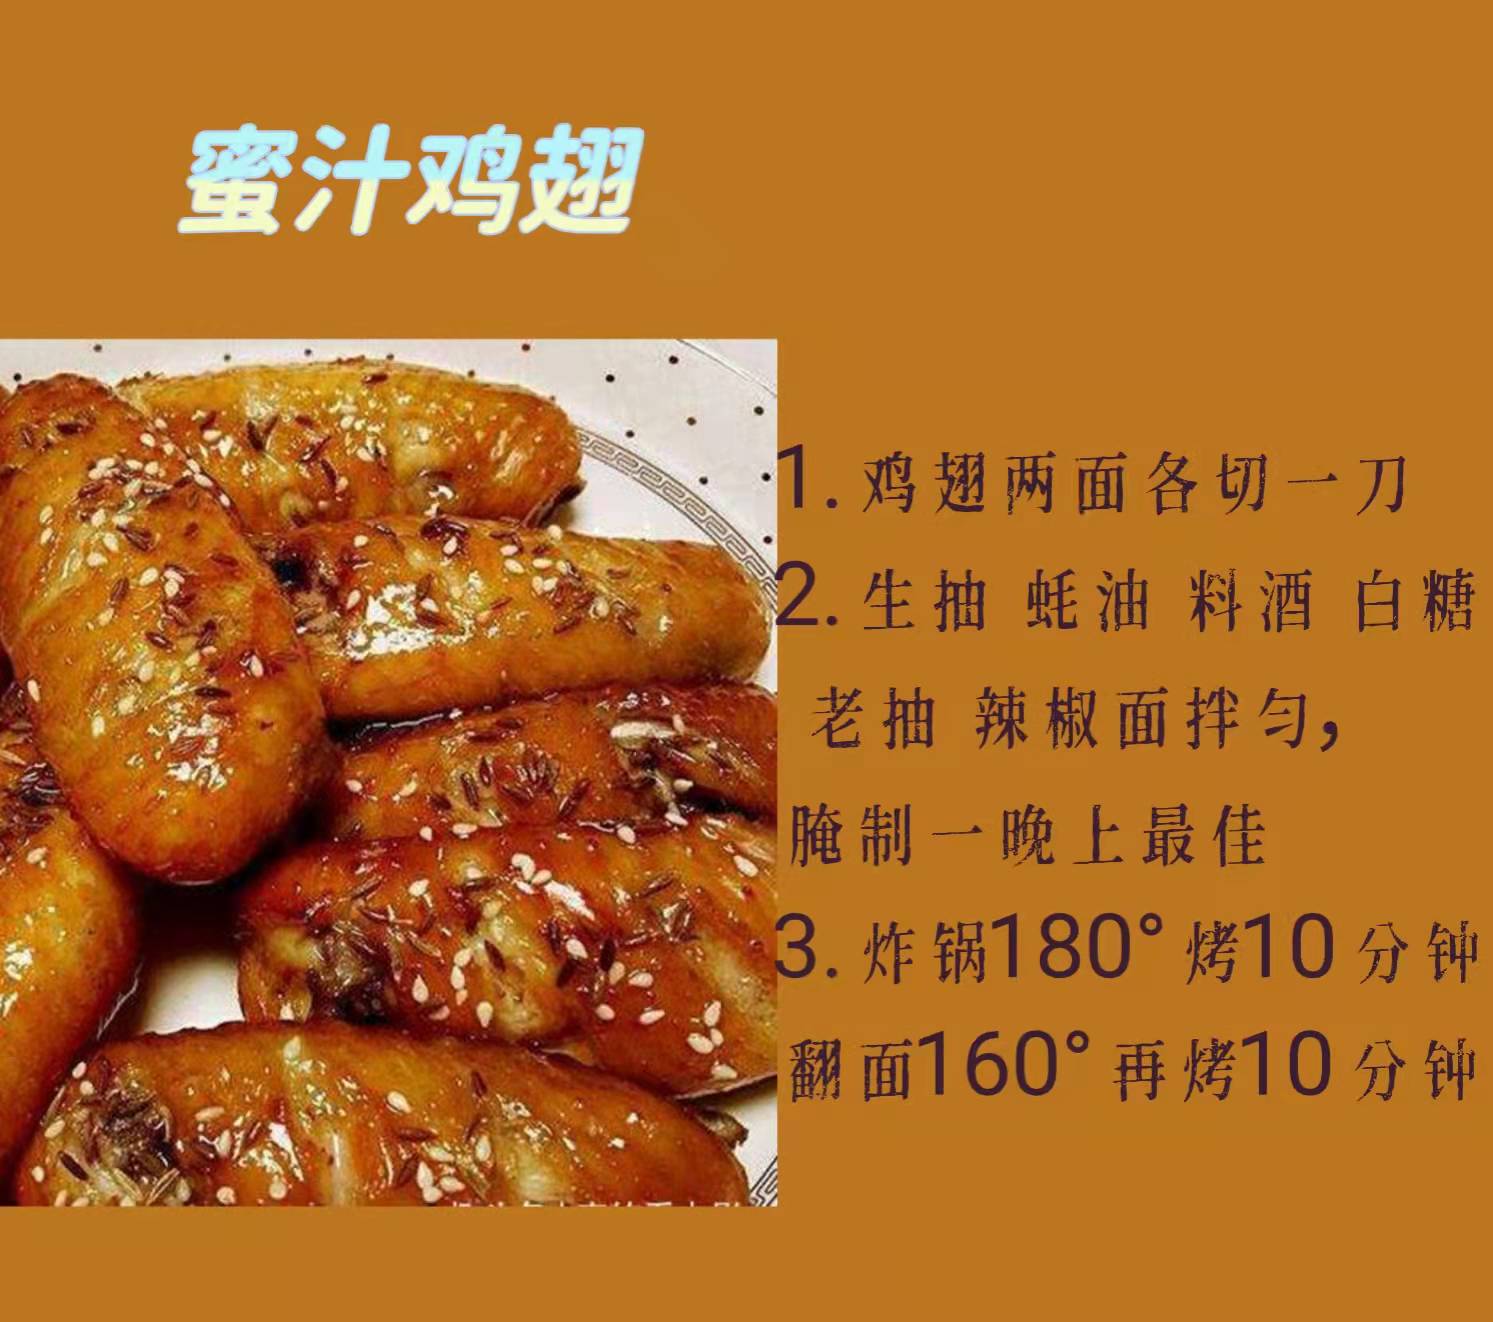 蜜汁鸡翅
1. 鸡翅两面各切一刀
2. 生抽 蚝油 料酒 白糖
老抽 辣椒面拌匀，
腌制一晚上最佳
3. 炸锅180° 烤10分钟
翻面160° 再烤10分钟